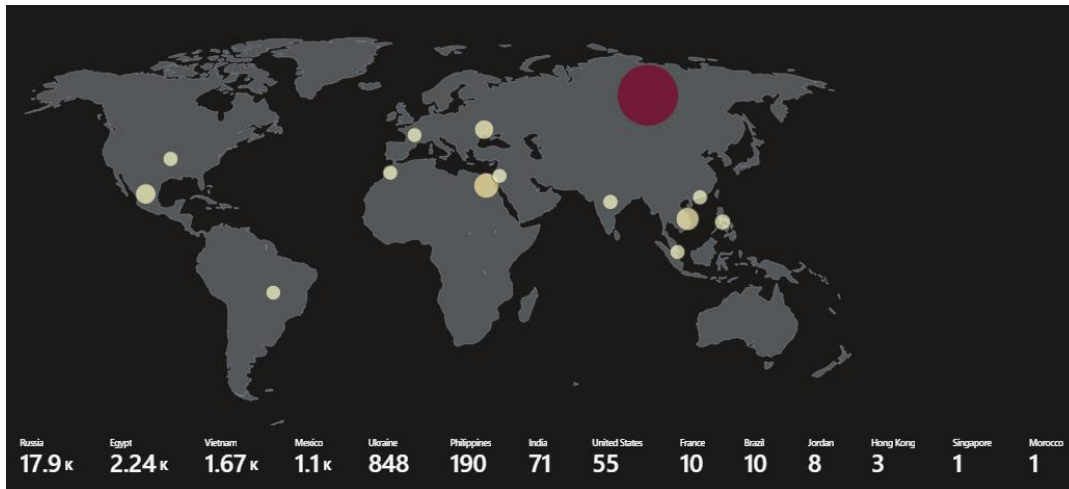 Russia Egypt Vietnam Mexico Ukraine Philippines India United States France Brazil Jordan Hong Kong Singapore Morocco
17.9 K 2.24 K 1.67 K 1.1 K 848 190 71 55 10 10 8 3 1 1